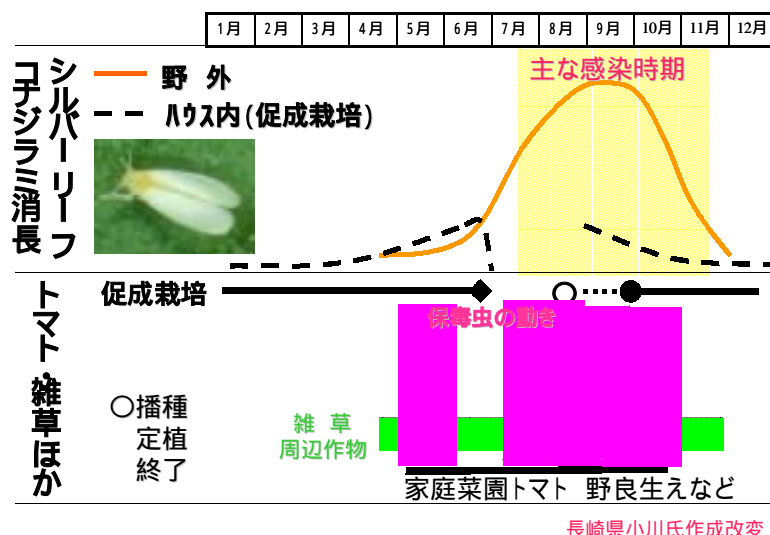 1月 2月 3月 4月 5月 6月 7月 8月 9月 10月 11月 12月
シルバーリーフ
コナジラミ消長
野 外
ﾊｳｽ内(促成栽培)
主な感染時期
トマト・雑草ほか
促成栽培
保毒虫の動き
○播種
定植
終了
雑 草
周辺作物
家庭菜園トマト 野良生えなど
長崎県小川氏作成改変